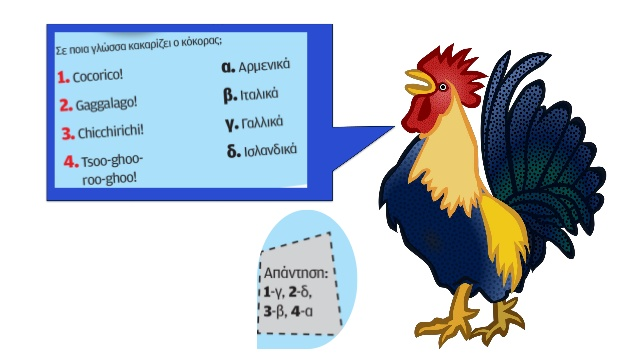 Σε ποια γλώσσα κακαρίζει ο κόκορας;
1. Cocorico!
2. Gaggalago!
3. Chicchirichi!
4. Tsoo-ghoo-
roo-ghoo!
α. Αρμενικά
β. Ιταλικά
γ. Γαλλικά
δ. Ισλανδικά
Απάντηση:
1-γ, 2-δ,
3-β, 4-α